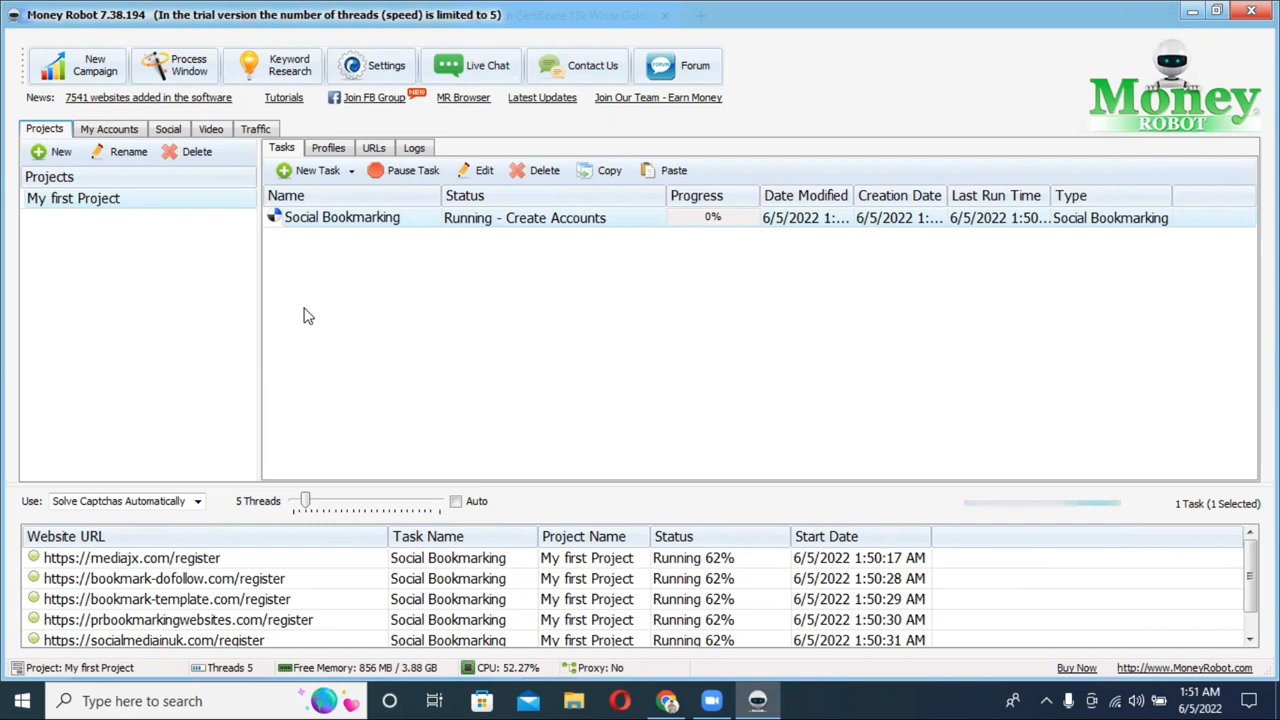 Money Robot 7.38.194   (In the trial version the number of threads (speed) is limited to 5)
New Campaign
Process Window
Keyword Research
Settings
Live Chat
Contact Us
Forum
Money
ROBOT
News:
7541 websites added in the software
Tutorials
Join FB Group
NEW
MR Browser
Latest Updates
Join Our Team - Earn Money
Projects
My Accounts
Social
Video
Traffic
New
Rename
Delete
Projects
My first Project
Tasks
Profiles
URLs
Logs
New Task
Pause Task
Edit
Delete
Copy
Paste
Name Status Progress Date Modified Creation Date Last Run Time Type
Social Bookmarking Running - Create Accounts 0% 6/5/2022 1:... 6/5/2022 1:... 6/5/2022 1:50... Social Bookmarking
Use: Solve Captchas Automatically 5 Threads Auto 1 Task (1 Selected)
Website URL Task Name Project Name Status Start Date
https://mediajx.com/register Social Bookmarking My first Project Running 62% 6/5/2022 1:50:17 AM
https://bookmark-dofollow.com/register Social Bookmarking My first Project Running 62% 6/5/2022 1:50:28 AM
https://bookmark-template.com/register Social Bookmarking My first Project Running 62% 6/5/2022 1:50:29 AM
https://prbookmarkingwebsites.com/register Social Bookmarking My first Project Running 62% 6/5/2022 1:50:30 AM
https://socialmediainuk.com/register Social Bookmarking My first Project Running 62% 6/5/2022 1:50:31 AM
Project: My first Project Threads 5 Free Memory: 856 MB / 3.88 GB CPU: 52.27% Proxy: No Buy Now http://www.MoneyRobot.com
Type here to search
1:51 AM
6/5/2022